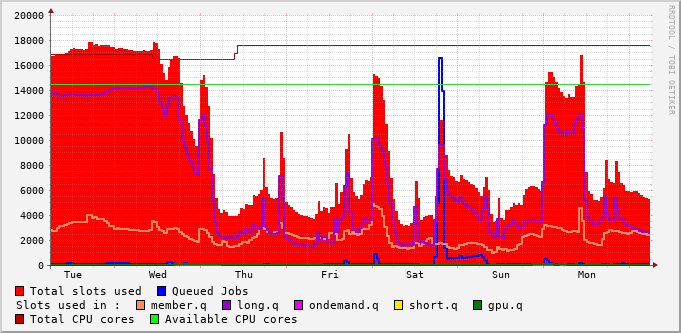 20000
18000
16000
14000
12000
10000
8000
6000
4000
2000
0
Tue Wed Thu Fri Sat Sun Mon
Total slots used Queued Jobs
Slots used in : member.q long.q ondemand.q short.q gpu.q
Total CPU cores Available CPU cores
RRDTOOL / TOBI OETIKER